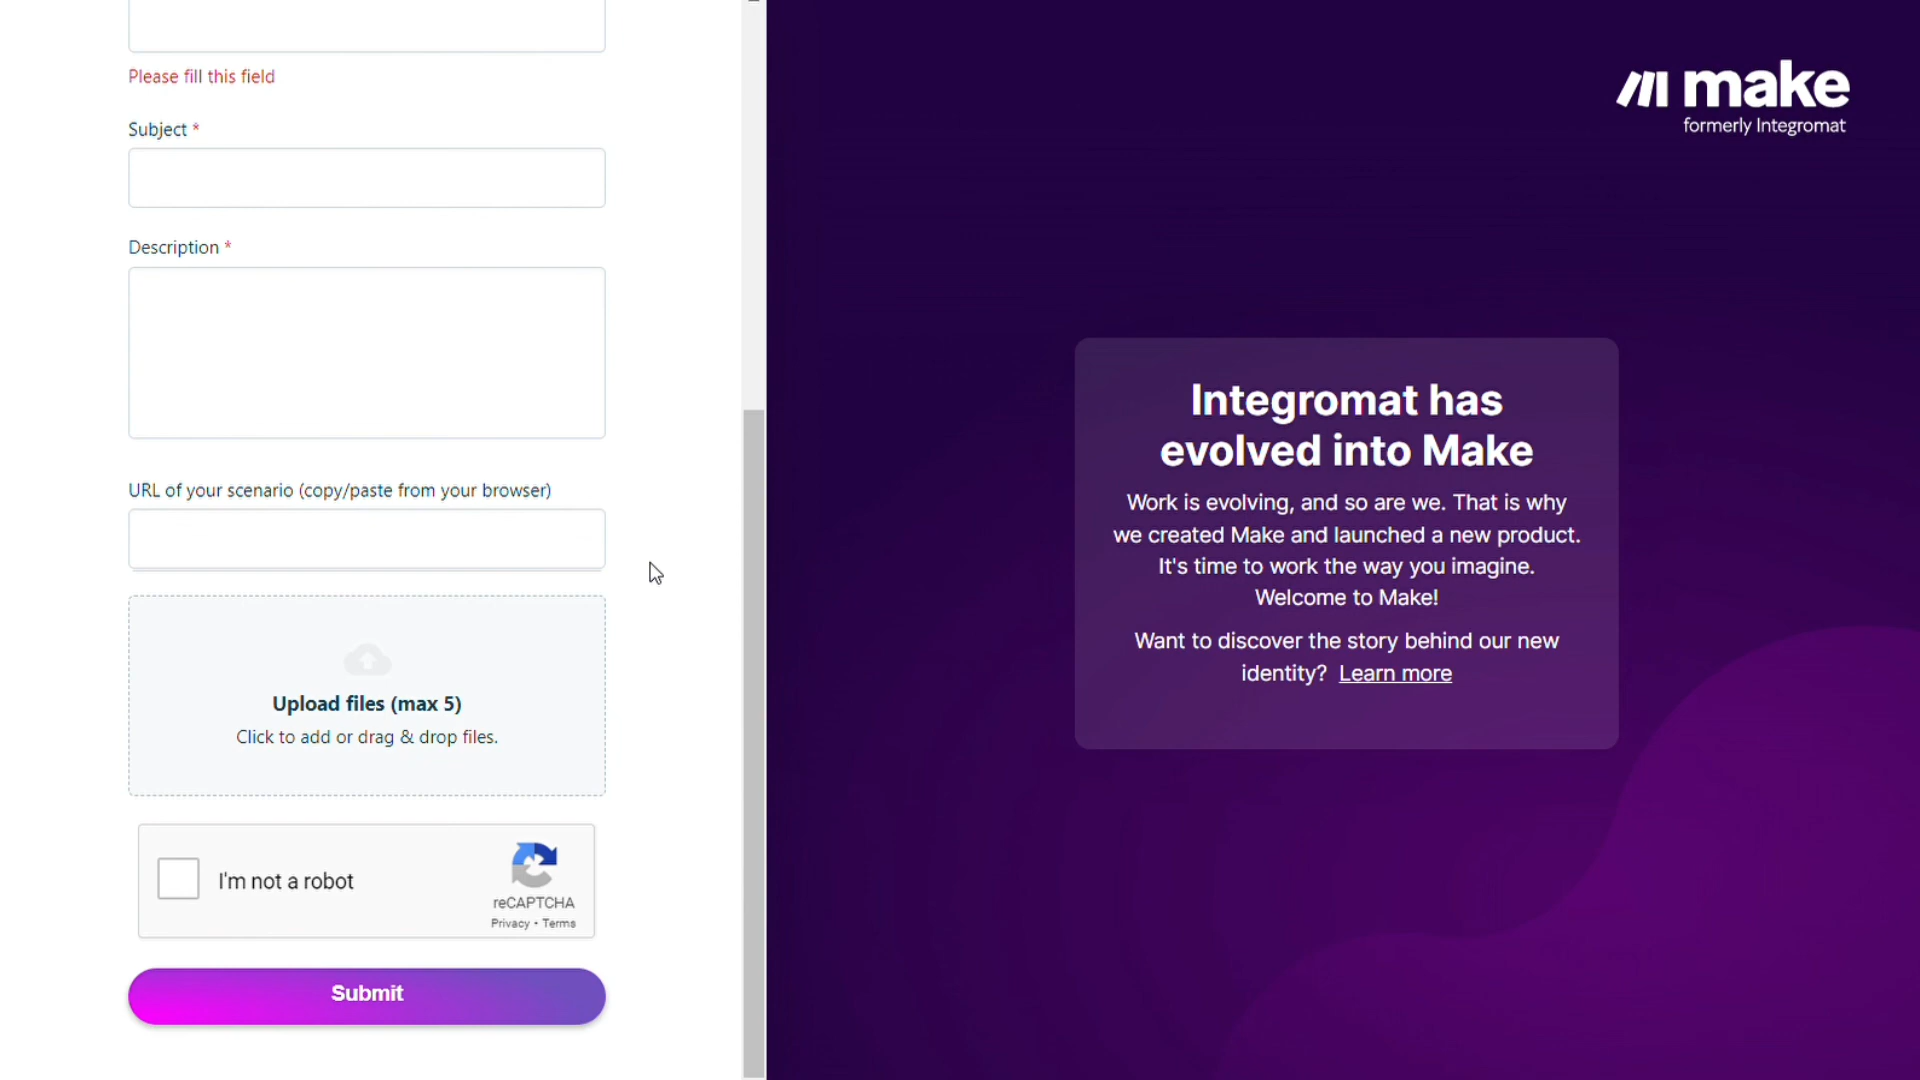 Please fill this field
Subject *
Description *
URL of your scenario (copy/paste from your browser)
Upload files (max 5)
Click to add or drag & drop files.
I'm not a robot
reCAPTCHA
Privacy • Terms
Submit
make
formerly Integromat
Integromat has
evolved into Make
Work is evolving, and so are we. That is why
we created Make and launched a new product.
It's time to work the way you imagine.
Welcome to Make!
Want to discover the story behind our new
identity? Learn more